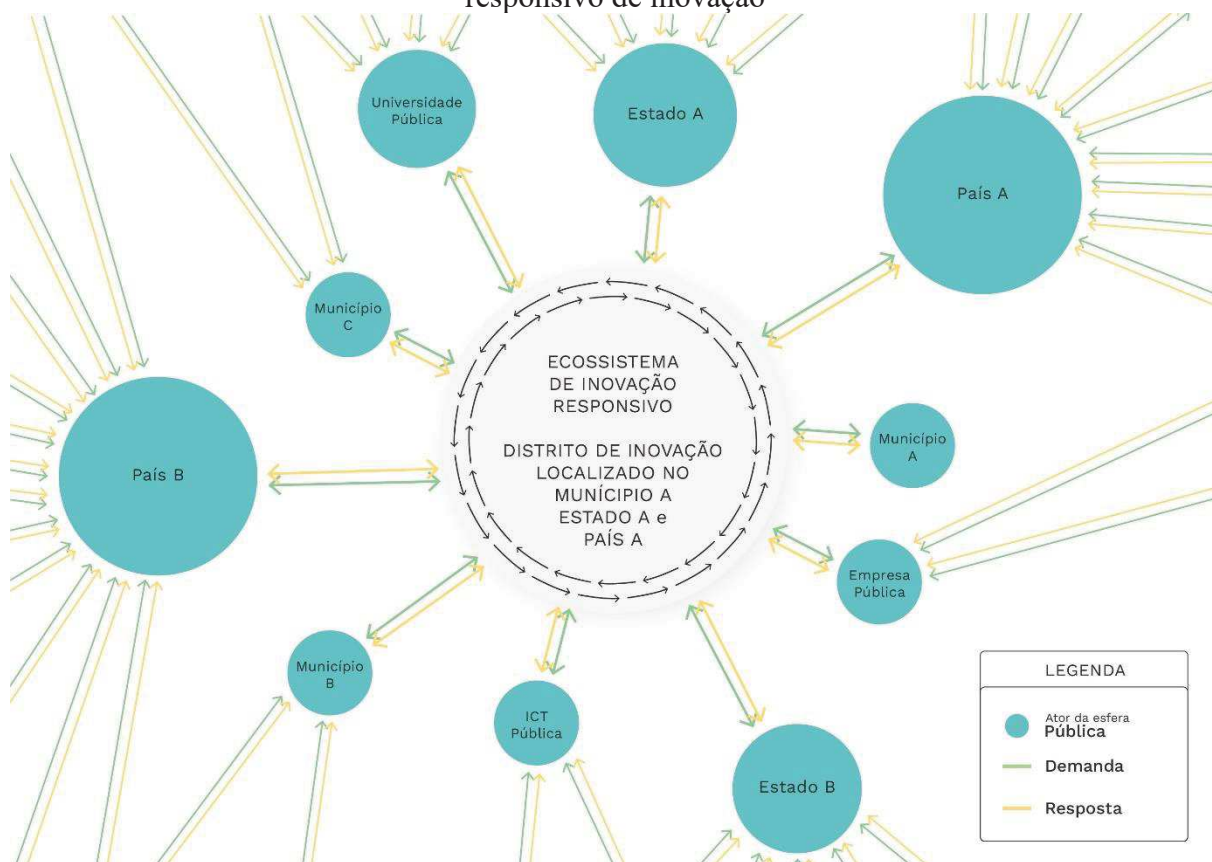 responsivo de inovação
Universidade
Pública
Estado A
País A
Município
C
ECOSSISTEMA
DE INOVAÇÃO
RESPONSIVO
DISTRITO DE INOVAÇÃO
LOCALIZADO NO
MUNÍCIPIO A
ESTADO A e
PAÍS A
Município
A
País B
Empresa
Pública
Município
B
ICT
Pública
Estado B
LEGENDA
Ator da esfera
Pública
Demanda
Resposta